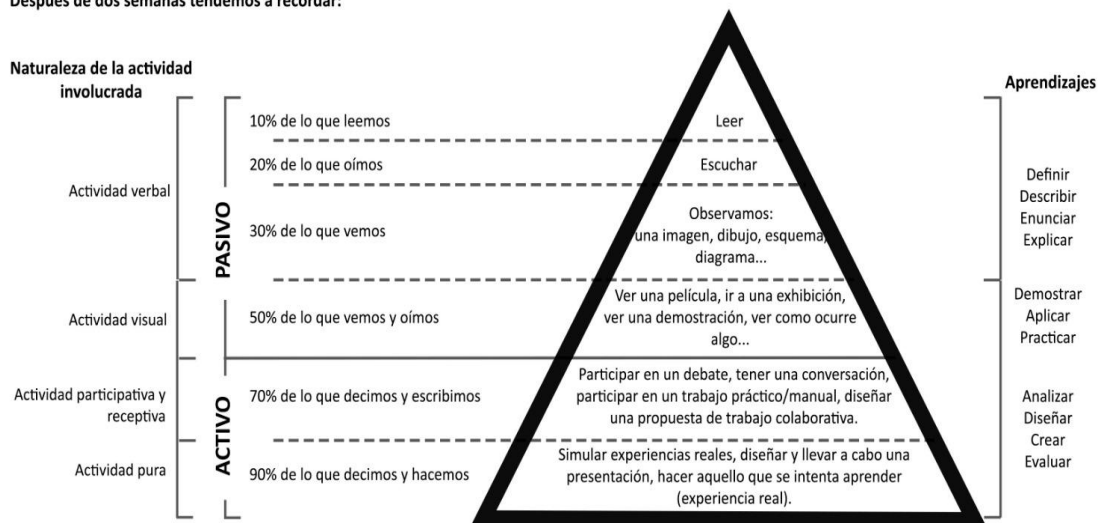 Después de dos semanas tendemos a recordar:
Naturaleza de la actividad
involucrada
Aprendizajes
Actividad verbal
Actividad visual
Actividad participativa y
receptiva
Actividad pura
PASIVO
ACTIVO
10% de lo que leemos
20% de lo que oímos
30% de lo que vemos
50% de lo que vemos y oímos
70% de lo que decimos y escribimos
90% de lo que decimos y hacemos
Leer
Escuchar
Observamos:
una imagen, dibujo, esquema,
diagrama...
Ver una película, ir a una exhibición,
ver una demostración, ver como ocurre
algo...
Participar en un debate, tener una conversación,
participar en un trabajo práctico/manual, diseñar
una propuesta de trabajo colaborativa.
Simular experiencias reales, diseñar y llevar a cabo una
presentación, hacer aquello que se intenta aprender
(experiencia real).
Definir
Describir
Enunciar
Explicar
Demostrar
Aplicar
Practicar
Analizar
Diseñar
Crear
Evaluar